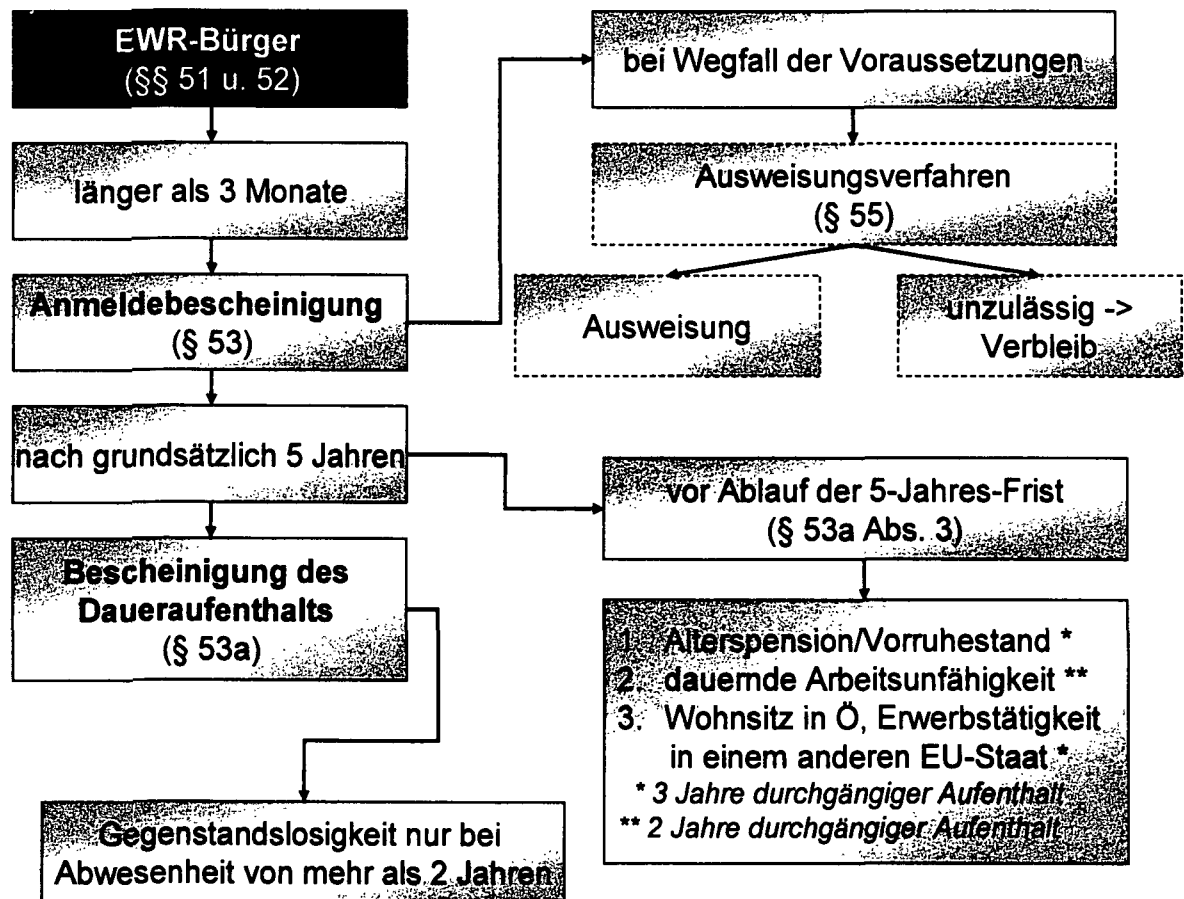 EWR-Bürger
(§§ 51 u. 52)
länger als 3 Monate
Anmeldebescheinigung
(§ 53)
nach grundsätzlich 5 Jahren
Bescheinigung des
Daueraufenthalts
(§ 53a)
Gegenstandslosigkeit nur bei
Abwesenheit von mehr als 2 Jahren
bei Wegfall der Voraussetzungen
Ausweisungsverfahren
(§ 55)
Ausweisung
unzulässig ->
Verbleib
vor Ablauf der 5-Jahres-Frist
(§ 53a Abs. 3)
1. Alterspension/Vorruhestand *
2. dauernde Arbeitsunfähigkeit **
3. Wohnsitz in Ö, Erwerbstätigkeit
in einem anderen EU-Staat *
* 3 Jahre durchgängiger Aufenthalt
** 2 Jahre durchgängiger Aufenthalt